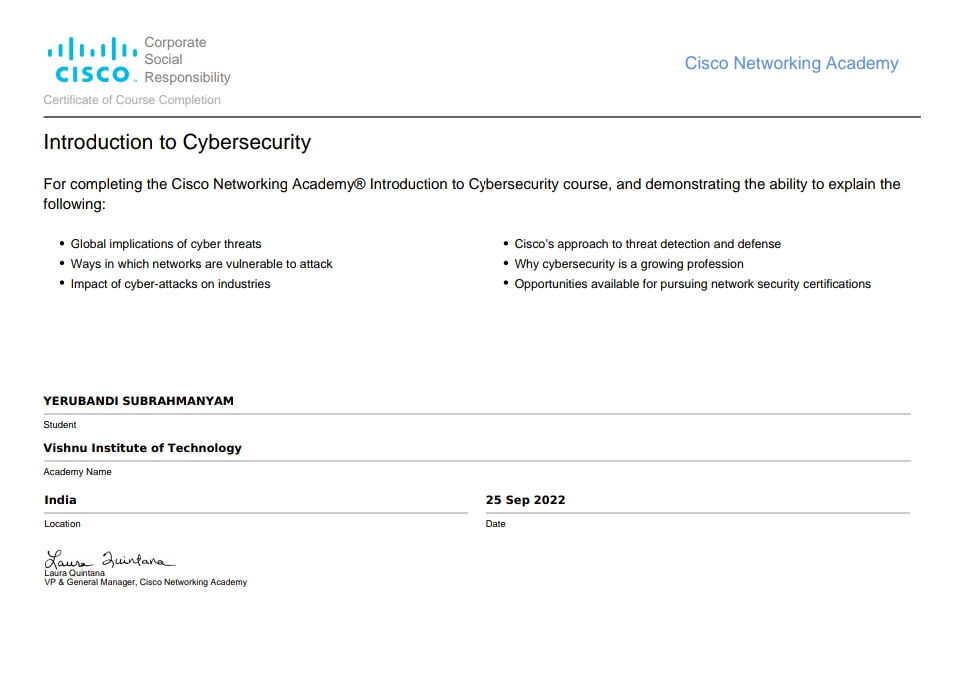 Corporate
Social
Responsibility
CISCO
Cisco Networking Academy
Certificate of Course Completion
Introduction to Cybersecurity
For completing the Cisco Networking Academy® Introduction to Cybersecurity course, and demonstrating the ability to explain the
following:
• Global implications of cyber threats
• Ways in which networks are vulnerable to attack
• Impact of cyber-attacks on industries
• Cisco’s approach to threat detection and defense
• Why cybersecurity is a growing profession
• Opportunities available for pursuing network security certifications
YERUBANDI SUBRAHMANYAM
Student
Vishnu Institute of Technology
Academy Name
India
Location
25 Sep 2022
Date
Laura Quintana
Laura Quintana
VP & General Manager, Cisco Networking Academy